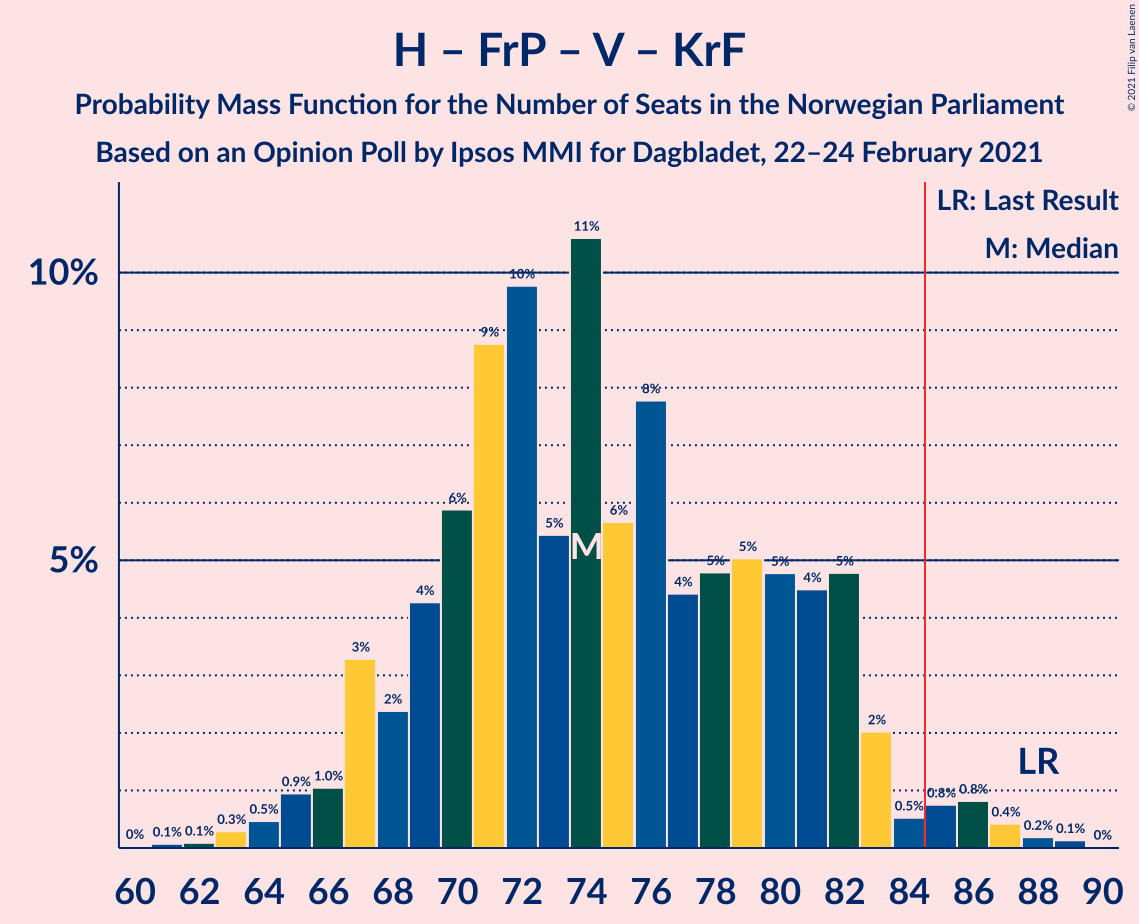 H – FrP – V – KrF
Probability Mass Function for the Number of Seats in the Norwegian Parliament
Based on an Opinion Poll by Ipsos MMI for Dagbladet, 22–24 February 2021
© 2021 Filip van Laenen
LR: Last Result
M: Median
10%
5%
0% 0.1% 0.1% 0.3% 0.5% 0.9% 1.0% 3% 2% 4% 6% 9% 10% 5% 11% 6% 8% 4% 5% 5% 5% 4% 5% 2% 0.5% 0.8% 0.8% 0.4% 0.2% 0.1% 0%
M
LR
60 62 64 66 68 70 72 74 76 78 80 82 84 86 88 90